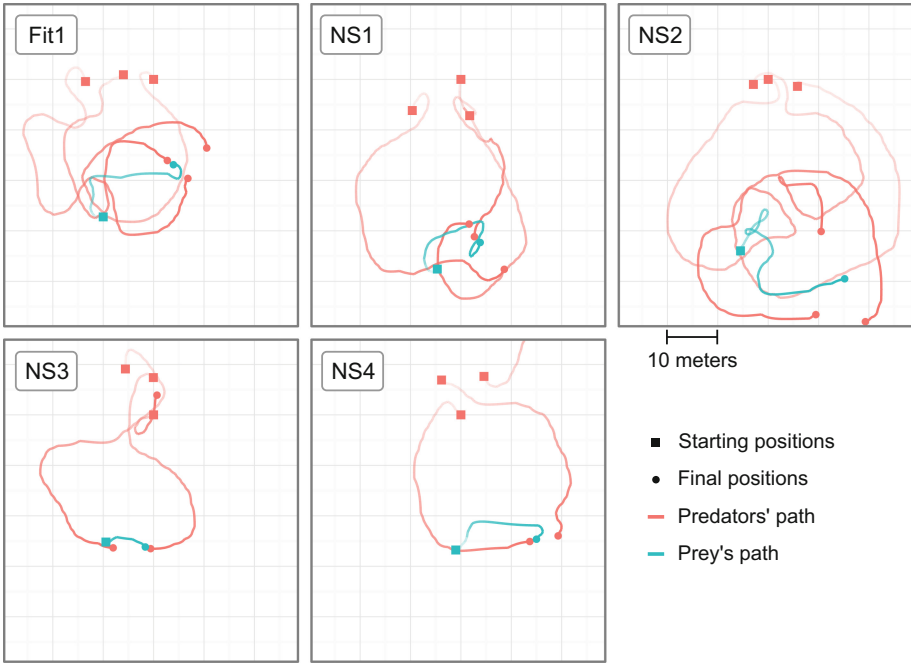 Fit1
NS1
NS2
10 meters
NS3
NS4
Starting positions
Final positions
Predators' path
Prey's path